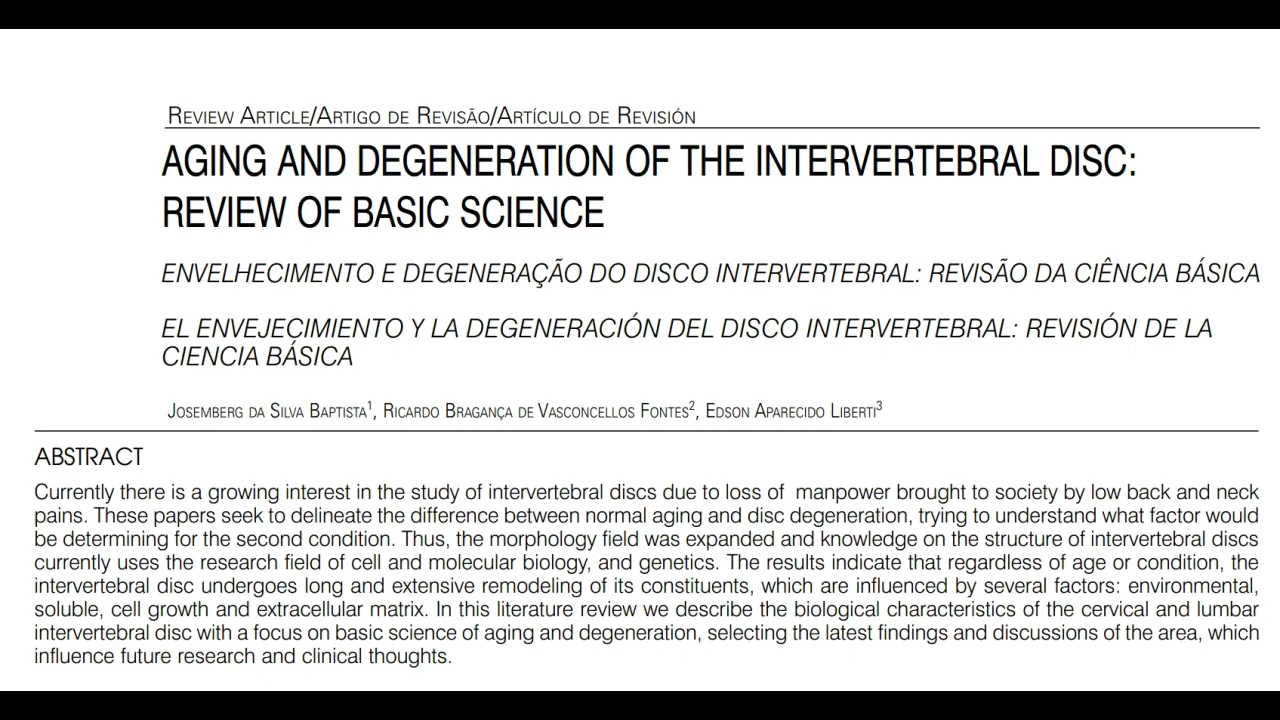 Review Article/Artigo de Revisão/Artículo de Revisión
AGING AND DEGENERATION OF THE INTERVERTEBRAL DISC:
REVIEW OF BASIC SCIENCE
ENVELHECIMENTO E DEGENERAÇÃO DO DISCO INTERVERTEBRAL: REVISÃO DA CIÊNCIA BÁSICA
EL ENVEJECIMIENTO Y LA DEGENERACIÓN DEL DISCO INTERVERTEBRAL: REVISIÓN DE LA
CIENCIA BÁSICA
Josemberg da Silva Baptista1, Ricardo Bragança de Vasconcellos Fontes2, Edson Aparecido Liberti3
ABSTRACT
Currently there is a growing interest in the study of intervertebral discs due to loss of manpower brought to society by low back and neck
pains. These papers seek to delineate the difference between normal aging and disc degeneration, trying to understand what factor would
be determining for the second condition. Thus, the morphology field was expanded and knowledge on the structure of intervertebral discs
currently uses the research field of cell and molecular biology, and genetics. The results indicate that regardless of age or condition, the
intervertebral disc undergoes long and extensive remodeling of its constituents, which are influenced by several factors: environmental,
soluble, cell growth and extracellular matrix. In this literature review we describe the biological characteristics of the cervical and lumbar
intervertebral disc with a focus on basic science of aging and degeneration, selecting the latest findings and discussions of the area, which
influence future research and clinical thoughts.